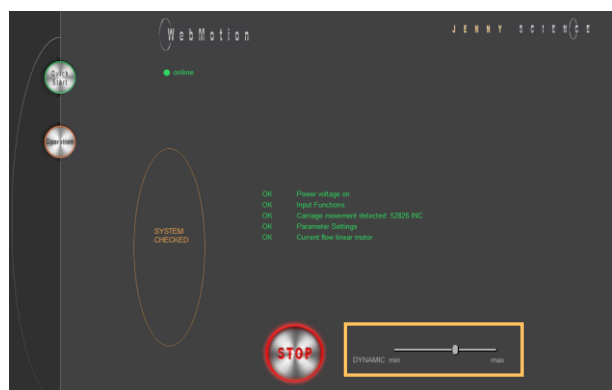 WebMotion
JENNY SCIENCE
online
Quick
Start
Operation
OK Power voltage on
OK Input Functions
OK Carriage movement detected: 52826 INC
OK Parameter Settings
OK Current flow linear motor
SYSTEM
CHECKED
STOP
DYNAMIC min max